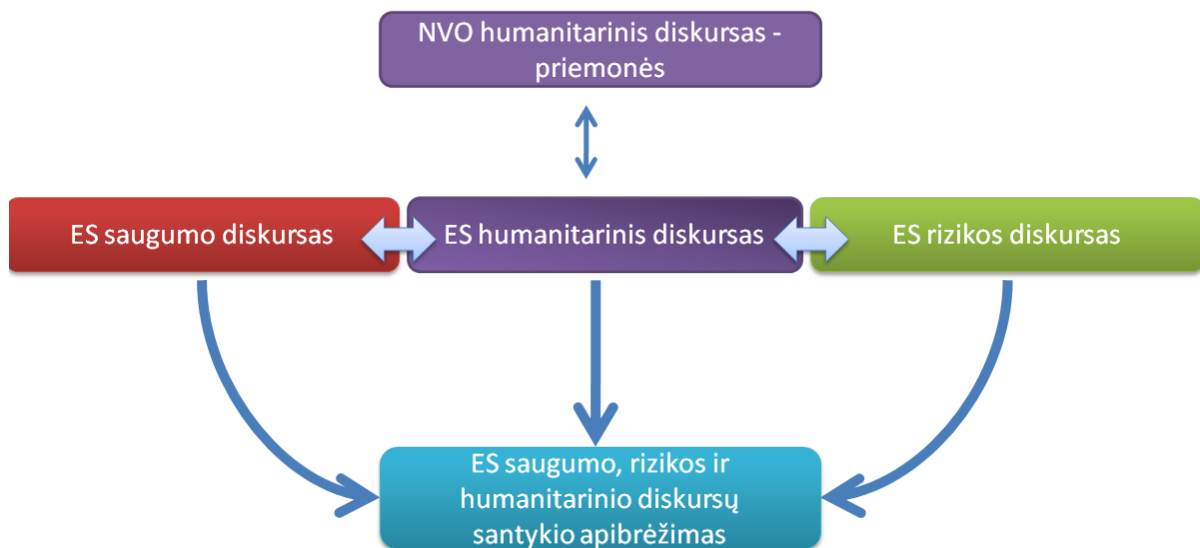 NVO humanitarinis diskursas -
priemonės
ES saugumo diskursas
ES humanitarinis diskursas
ES rizikos diskursas
ES saugumo, rizikos ir
humanitarinio diskursų
santykio apibrėžimas